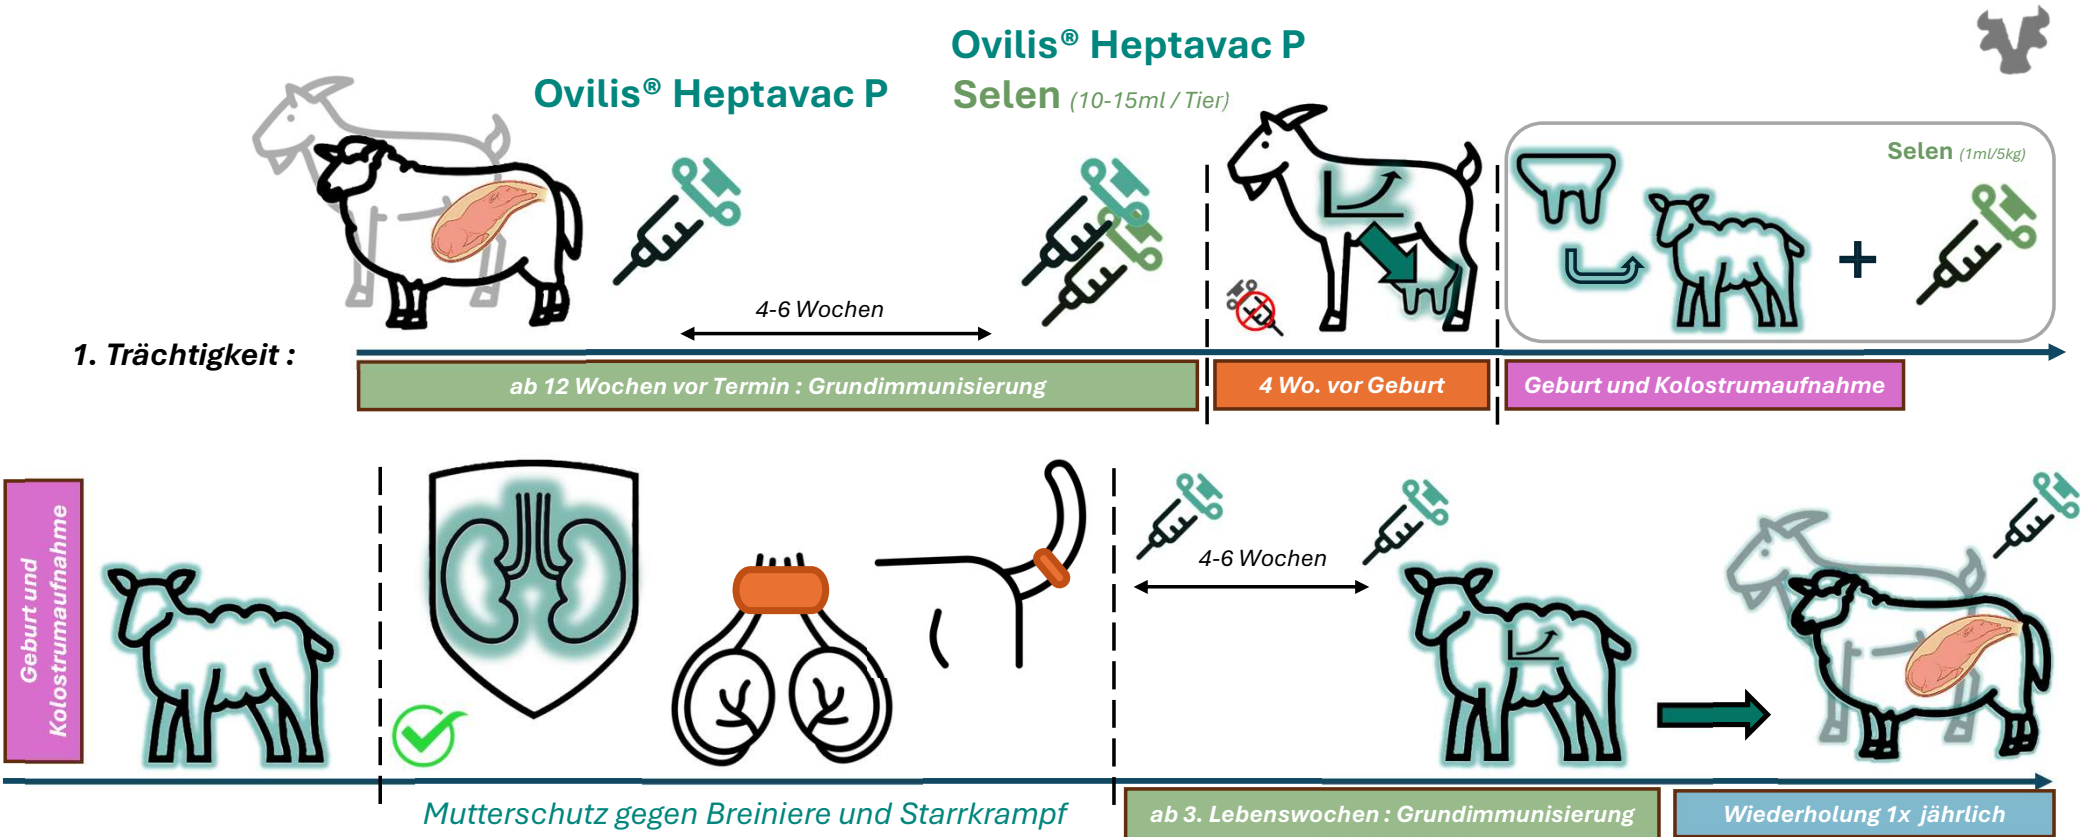 Ovilis® Heptavac P
Ovilis® Heptavac P
Selen (10-15ml / Tier)
Selen (1ml/5kg)
4-6 Wochen
1. Trächtigkeit :
ab 12 Wochen vor Termin : Grundimmunisierung
4 Wo. vor Geburt
Geburt und Kolostrumaufnahme
Geburt und
Kolostrumaufnahme
4-6 Wochen
Mutterschutz gegen Breiniere und Starrkrampf
ab 3. Lebenswochen : Grundimmunisierung
Wiederholung 1x jährlich